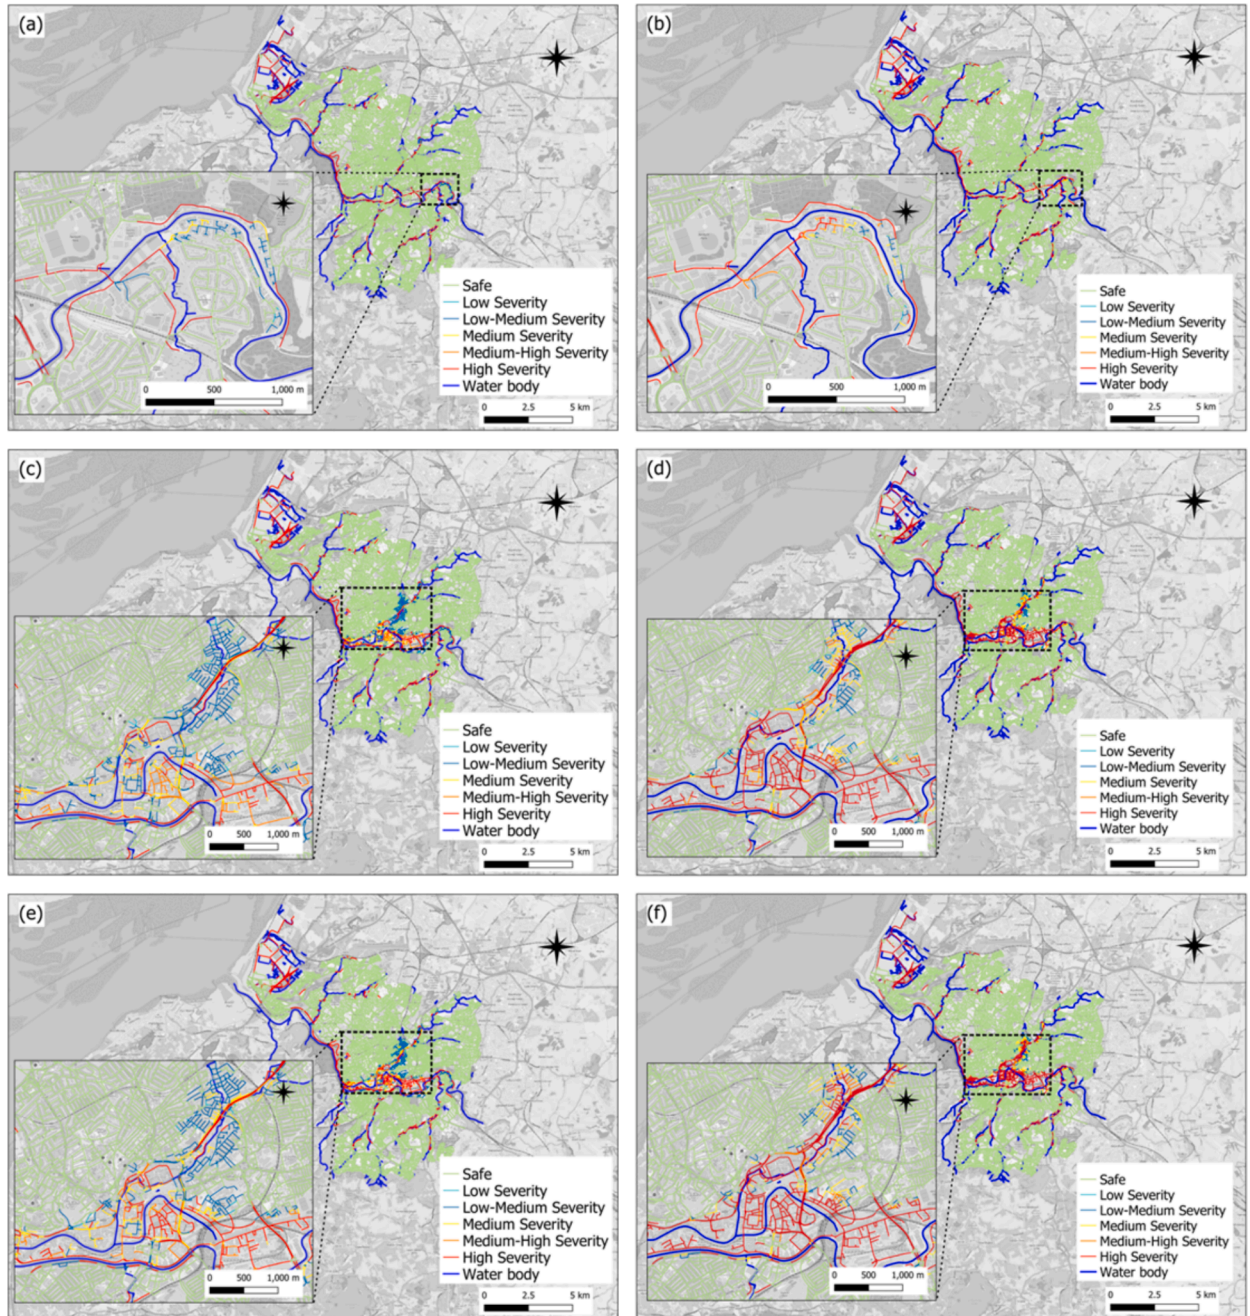 (a)
Safe
Low Severity
Low-Medium Severity
Medium Severity
Medium-High Severity
High Severity
Water body
0 500 1,000 m
0 2.5 5 km
(b)
Safe
Low Severity
Low-Medium Severity
Medium Severity
Medium-High Severity
High Severity
Water body
0 500 1,000 m
0 2.5 5 km
(c)
Safe
Low Severity
Low-Medium Severity
Medium Severity
Medium-High Severity
High Severity
Water body
0 500 1,000 m
0 2.5 5 km
(d)
Safe
Low Severity
Low-Medium Severity
Medium Severity
Medium-High Severity
High Severity
Water body
0 500 1,000 m
0 2.5 5 km
(e)
Safe
Low Severity
Low-Medium Severity
Medium Severity
Medium-High Severity
High Severity
Water body
0 500 1,000 m
0 2.5 5 km
(f)
Safe
Low Severity
Low-Medium Severity
Medium Severity
Medium-High Severity
High Severity
Water body
0 500 1,000 m
0 2.5 5 km